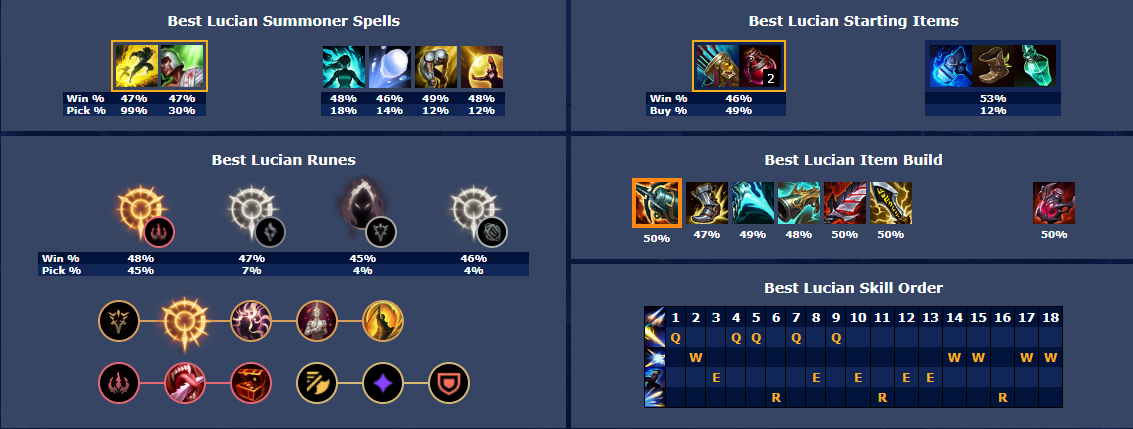 Best Lucian Summoner Spells
Win % 47% 47% 48% 46% 49% 48%
Pick % 99% 30% 18% 14% 12% 12%
Best Lucian Starting Items
2
Win % 46% 53%
Buy % 49% 12%
Best Lucian Runes
Win % 48% 47% 45% 46%
Pick % 45% 7% 4% 4%
Best Lucian Item Build
50% 47% 49% 48% 50% 50% 50%
Best Lucian Skill Order
1 2 3 4 5 6 7 8 9 10 11 12 13 14 15 16 17 18
Q Q Q Q Q
W W W W W
E E E E E
R R R